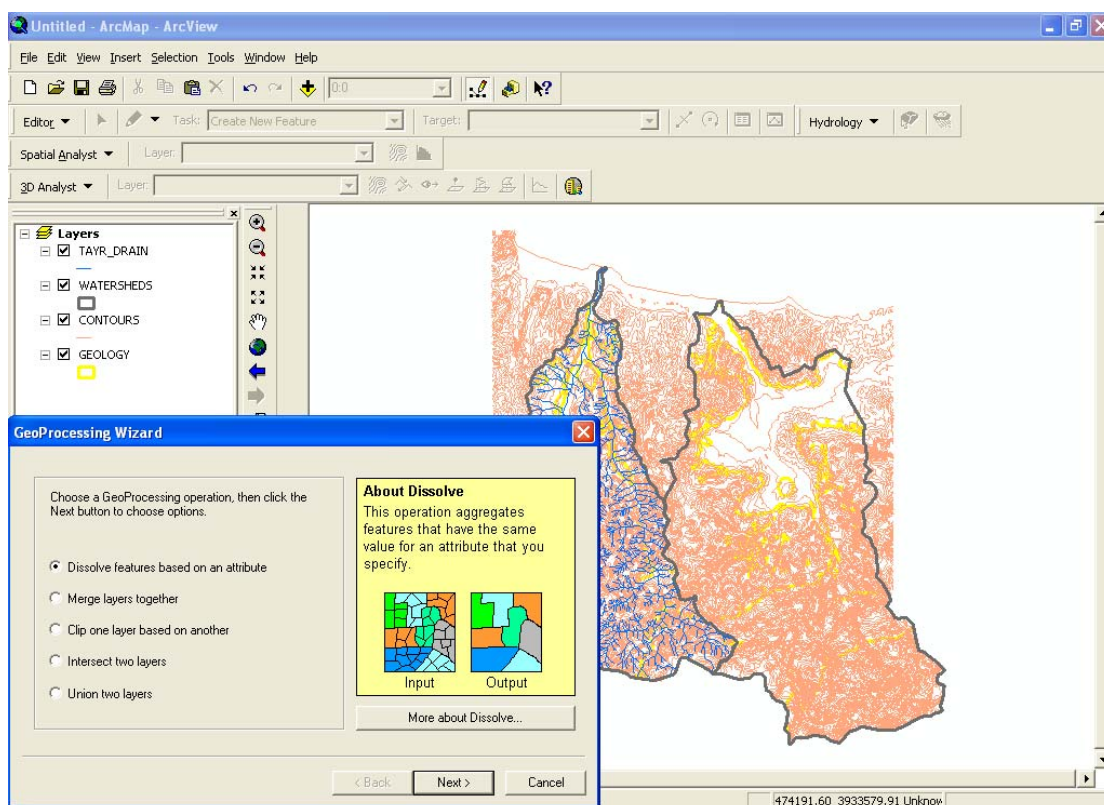 Untitled - ArcMap - ArcView
File Edit View Insert Selection Tools Window Help
0:0
Editor Task: Create New Feature Target: Hydrology
Spatial Analyst Layer:
3D Analyst Layer:
Layers
TAYR_DRAIN
WATERSHEDS
CONTOURS
GEOLOGY
GeoProcessing Wizard
Choose a GeoProcessing operation, then click the
Next button to choose options.
Dissolve features based on an attribute
Merge layers together
Clip one layer based on another
Intersect two layers
Union two layers
About Dissolve
This operation aggregates
features that have the same
value for an attribute that you
specify.
Input Output
More about Dissolve...
< Back Next > Cancel
474191.60 3933579.91 Unknow